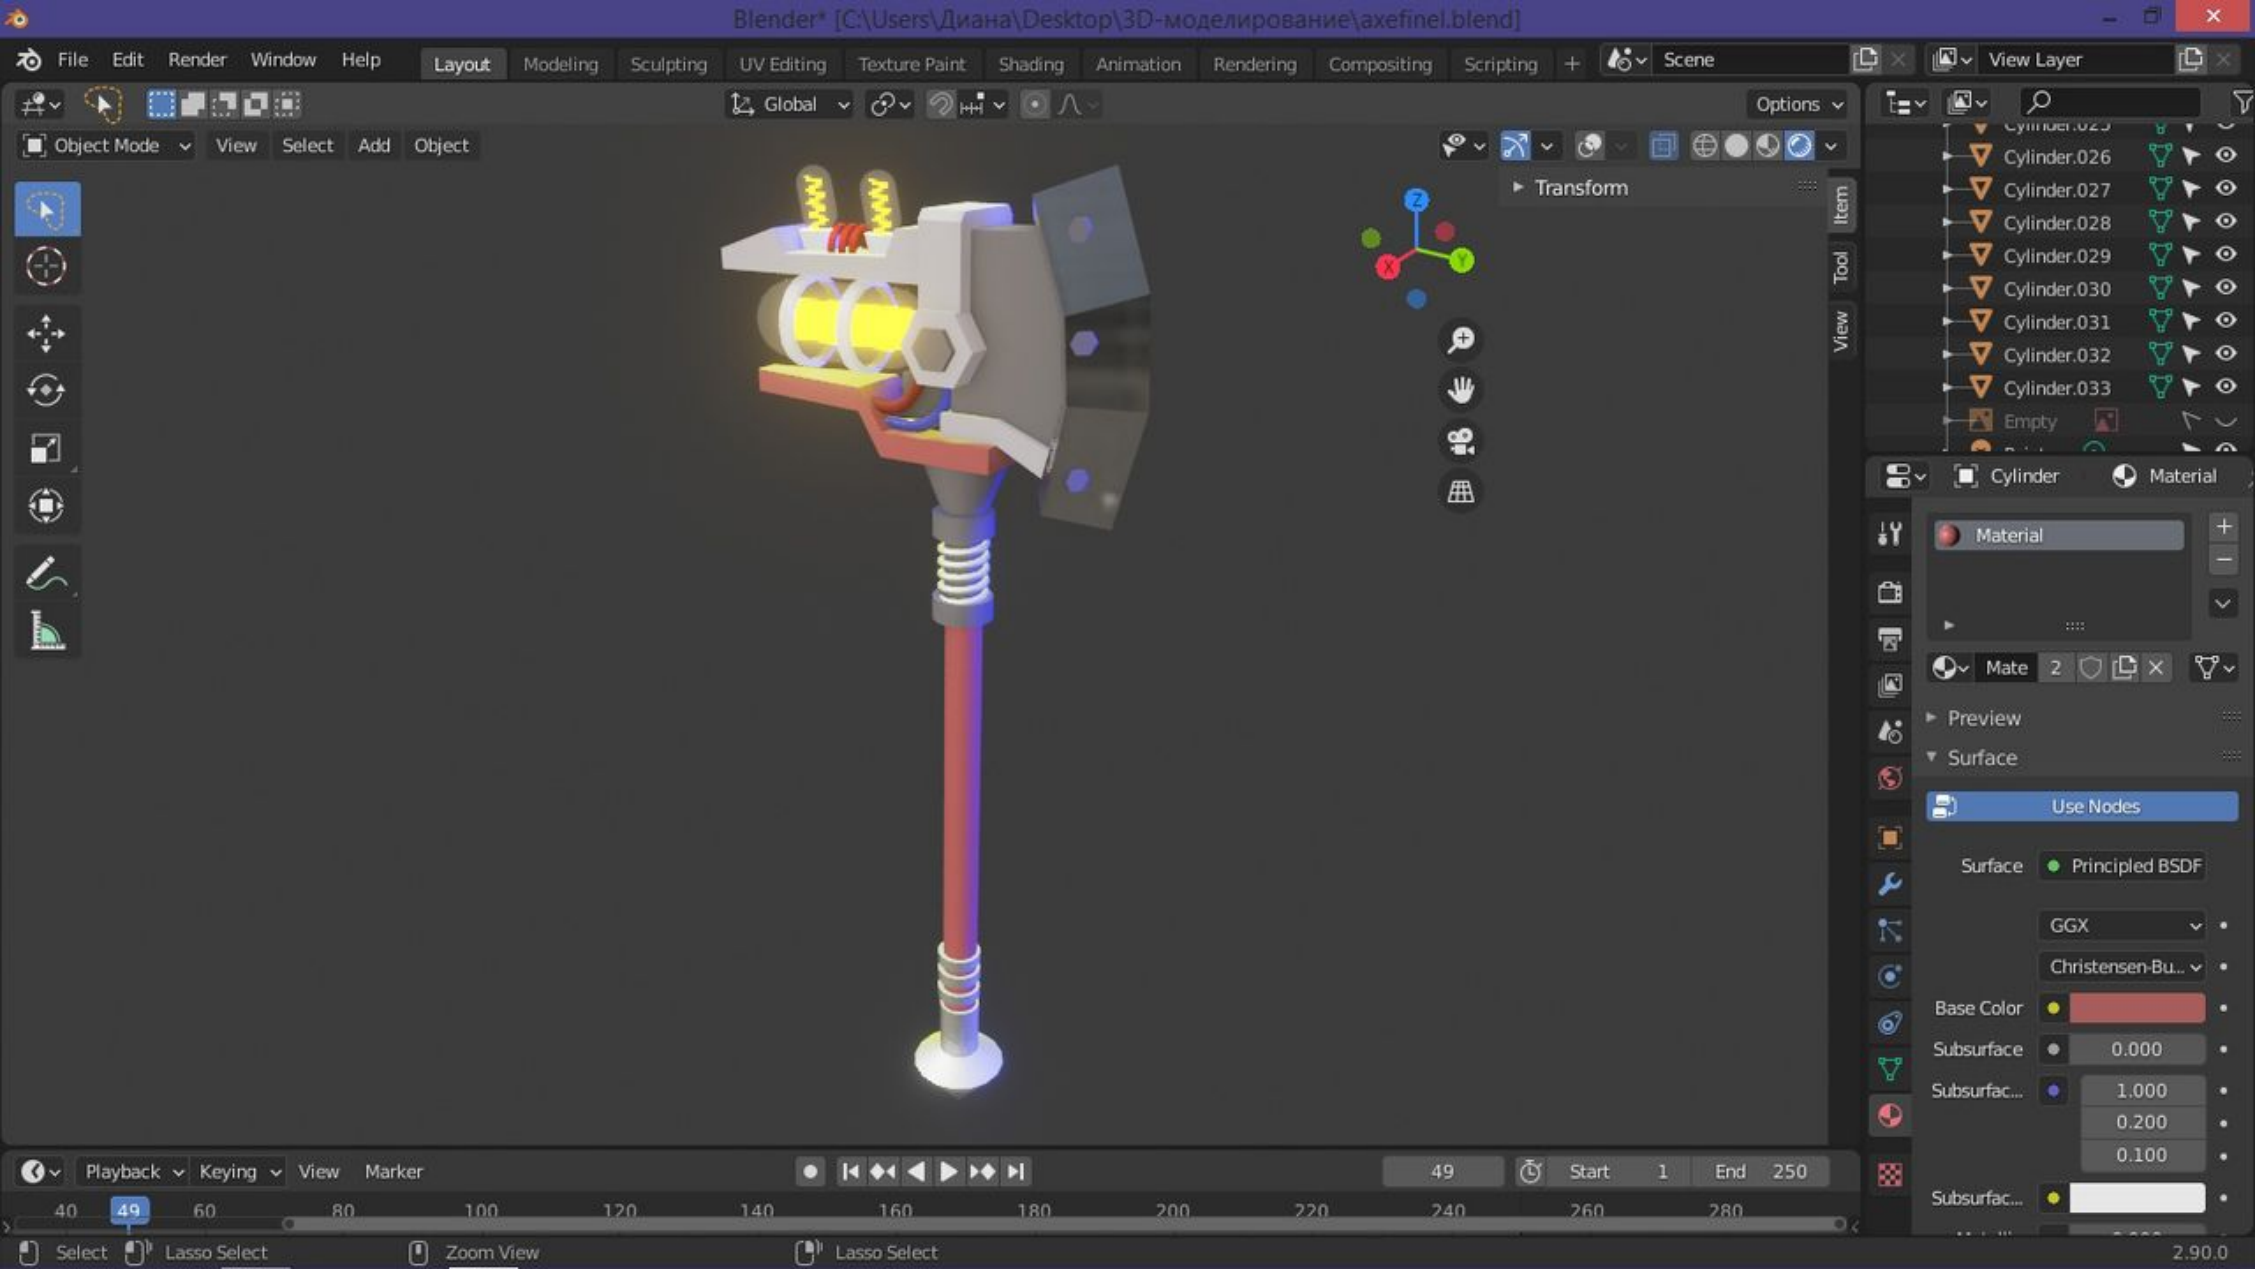 Blender* [C:\Users\Диана\Desktop\3D-моделирование\axefinel.blend]
File Edit Render Window Help Layout Modeling Sculpting UV Editing Texture Paint Shading Animation Rendering Compositing Scripting + Scene View Layer
Global Options
Object Mode View Select Add Object
Transform
Item
Tool
View
Z
Y
X
Cylinder.025
Cylinder.026
Cylinder.027
Cylinder.028
Cylinder.029
Cylinder.030
Cylinder.031
Cylinder.032
Cylinder.033
Empty
Cylinder Material
Material
Mate 2
Preview
Surface
Use Nodes
Surface Principled BSDF
GGX
Christensen-Bu...
Base Color
Subsurface 0.000
Subsurfac... 1.000
0.200
0.100
Subsurfac...
Playback Keying View Marker 49 Start 1 End 250
40 49 60 80 100 120 140 160 180 200 220 240 260 280
Select Lasso Select Zoom View Lasso Select 2.90.0